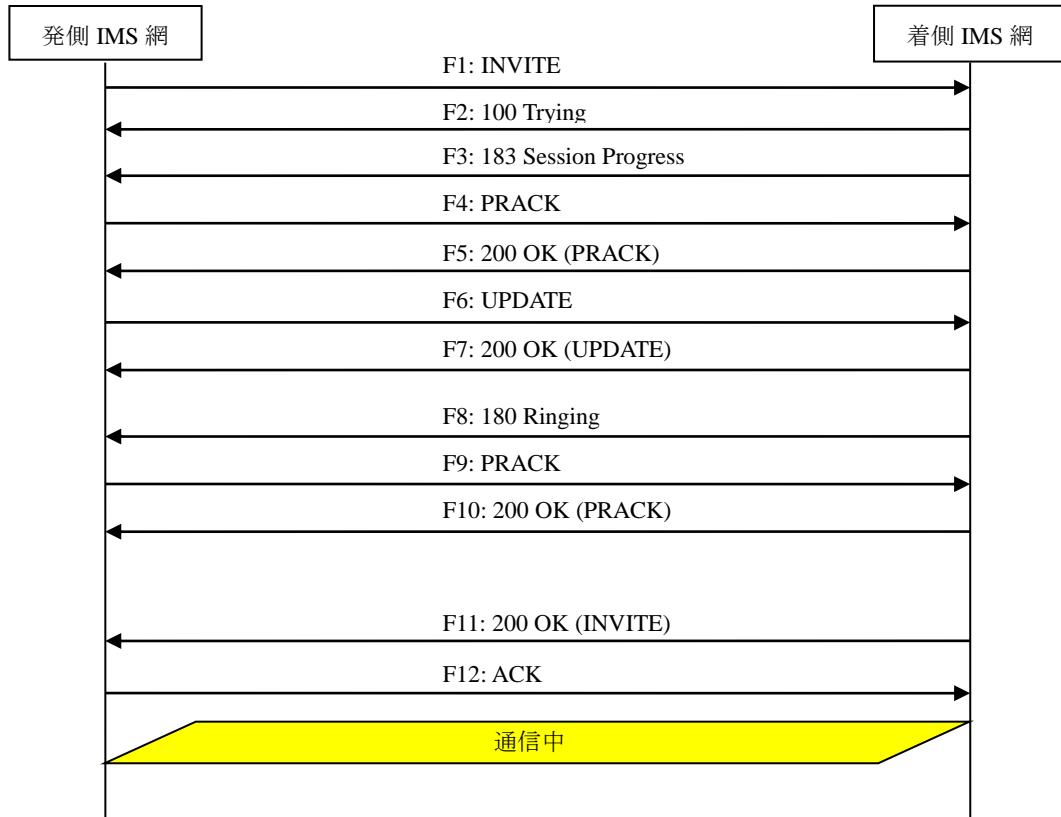 発側 IMS 網
着側 IMS 網
F1: INVITE
F2: 100 Trying
F3: 183 Session Progress
F4: PRACK
F5: 200 OK (PRACK)
F6: UPDATE
F7: 200 OK (UPDATE)
F8: 180 Ringing
F9: PRACK
F10: 200 OK (PRACK)
F11: 200 OK (INVITE)
F12: ACK
通信中